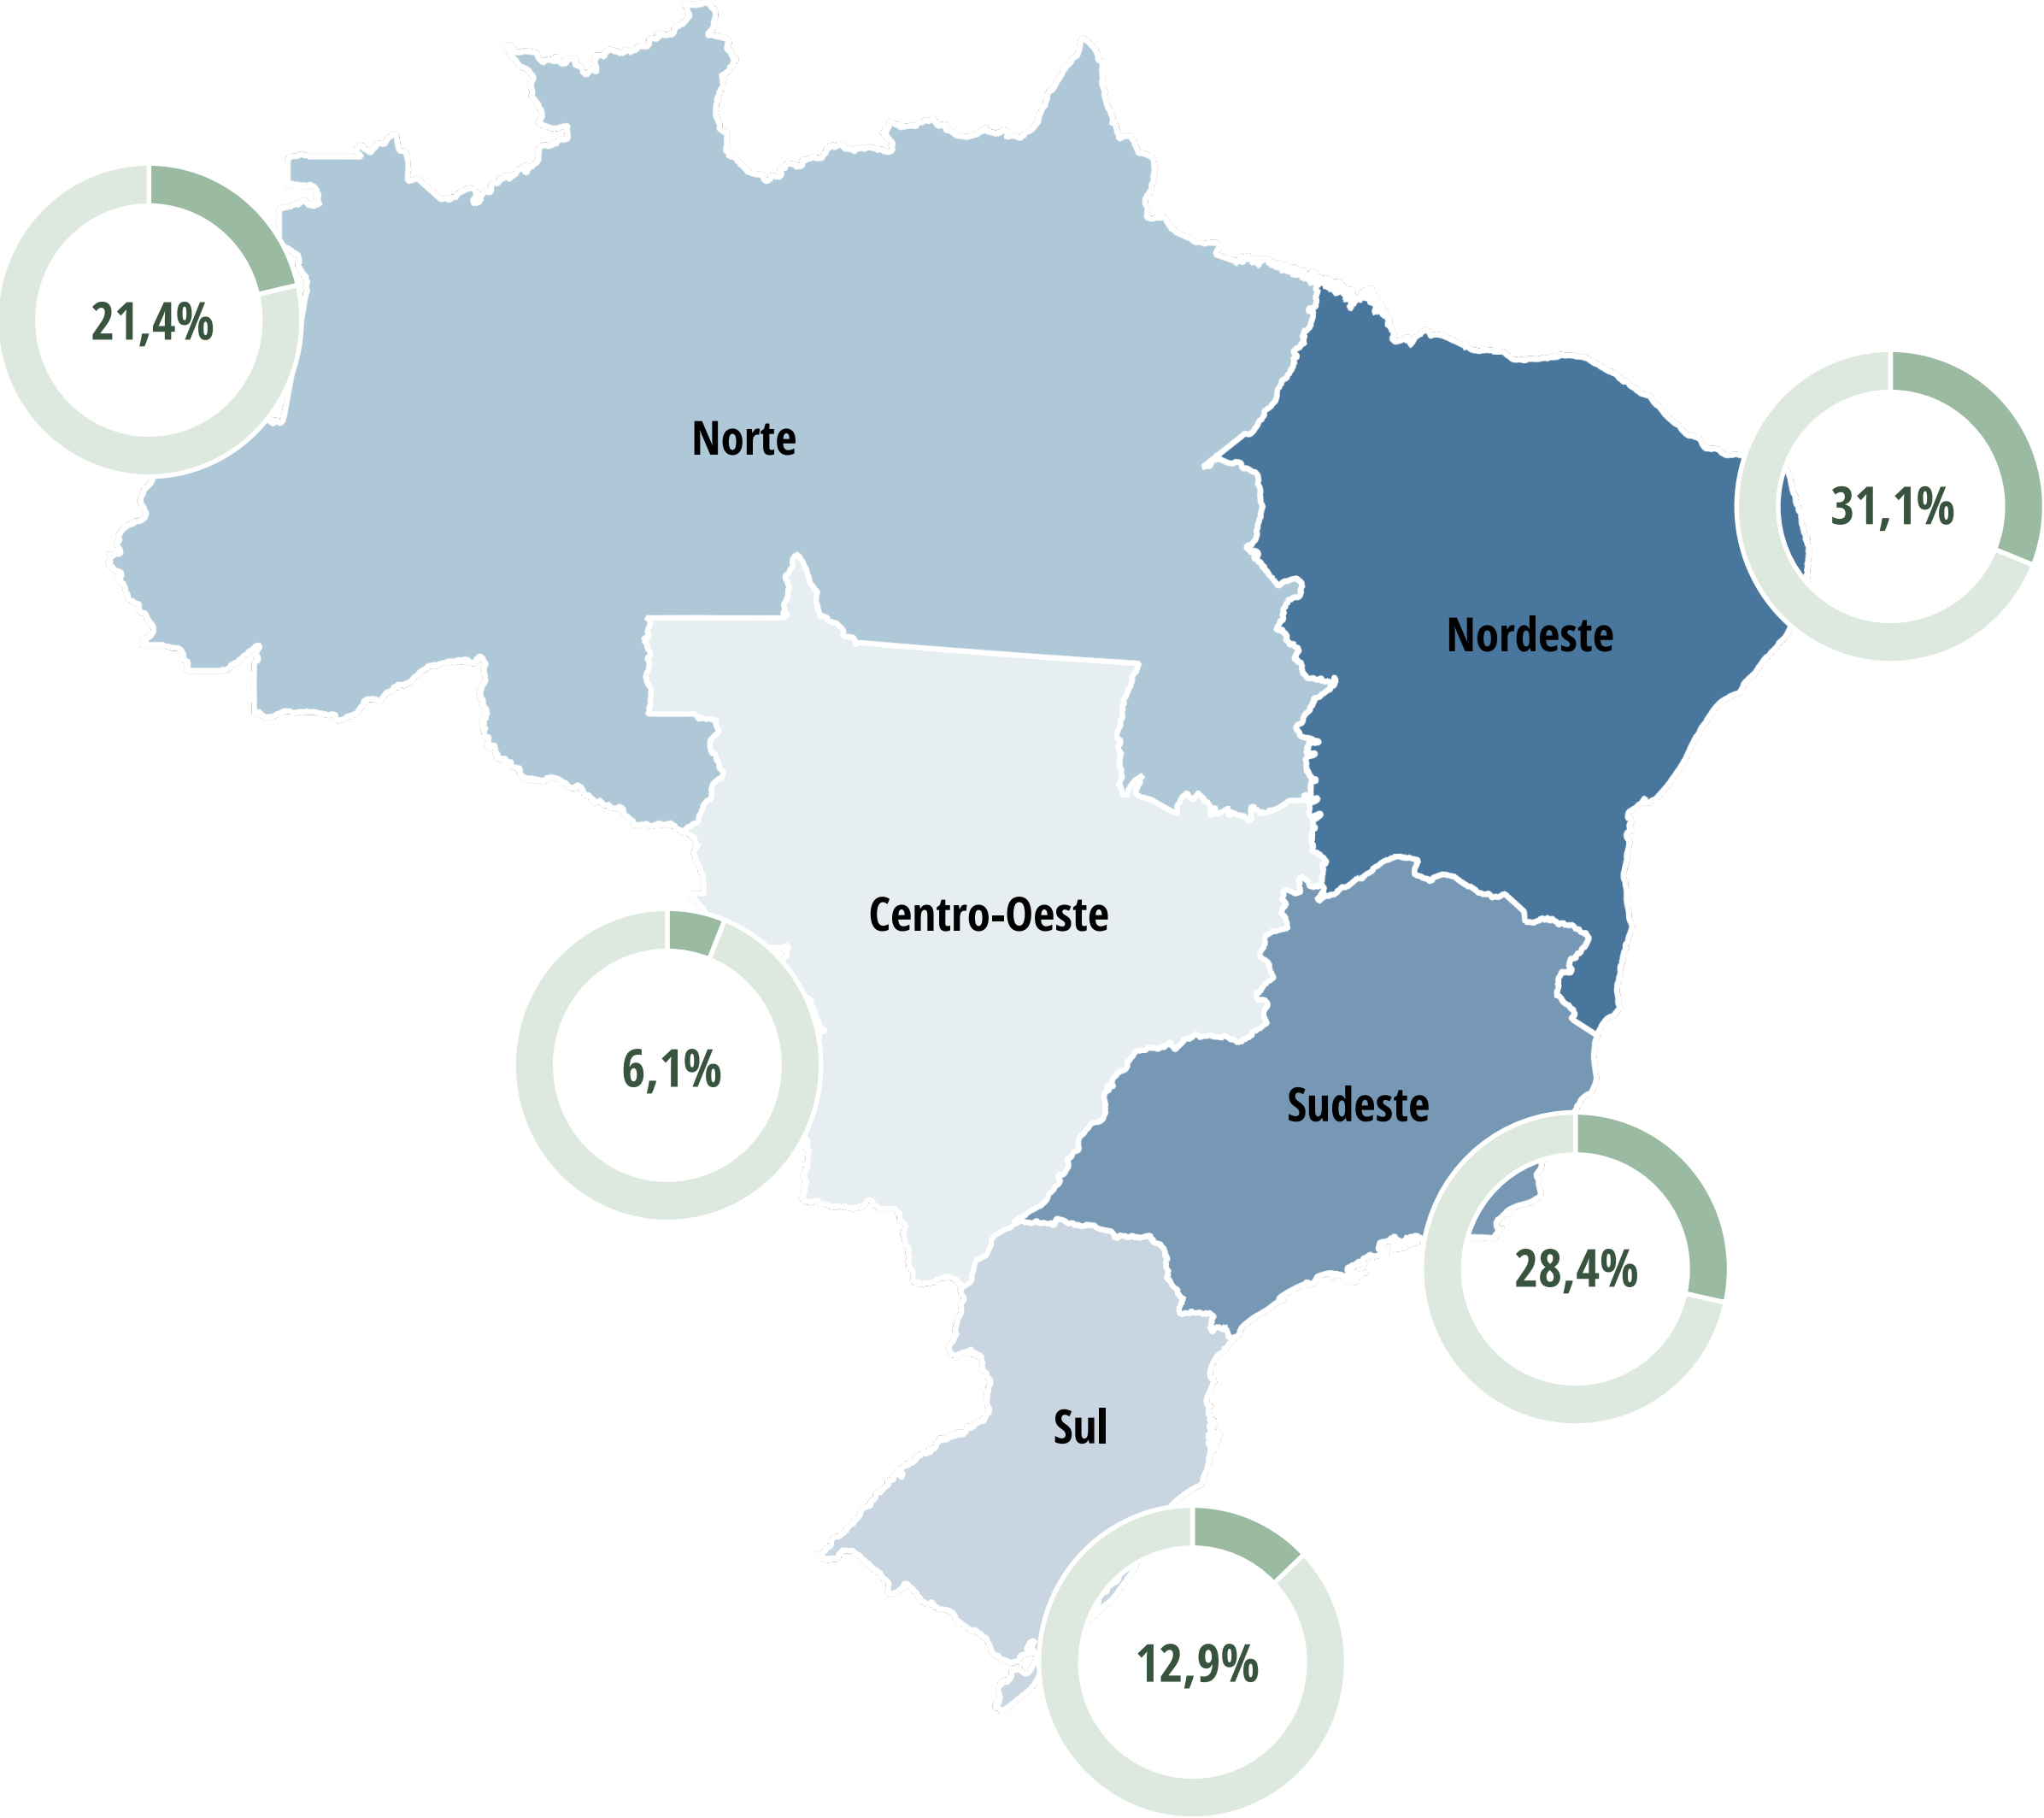 21,4%
Norte
31,1%
Nordeste
Centro-Oeste
6,1%
Sudeste
28,4%
Sul
12,9%